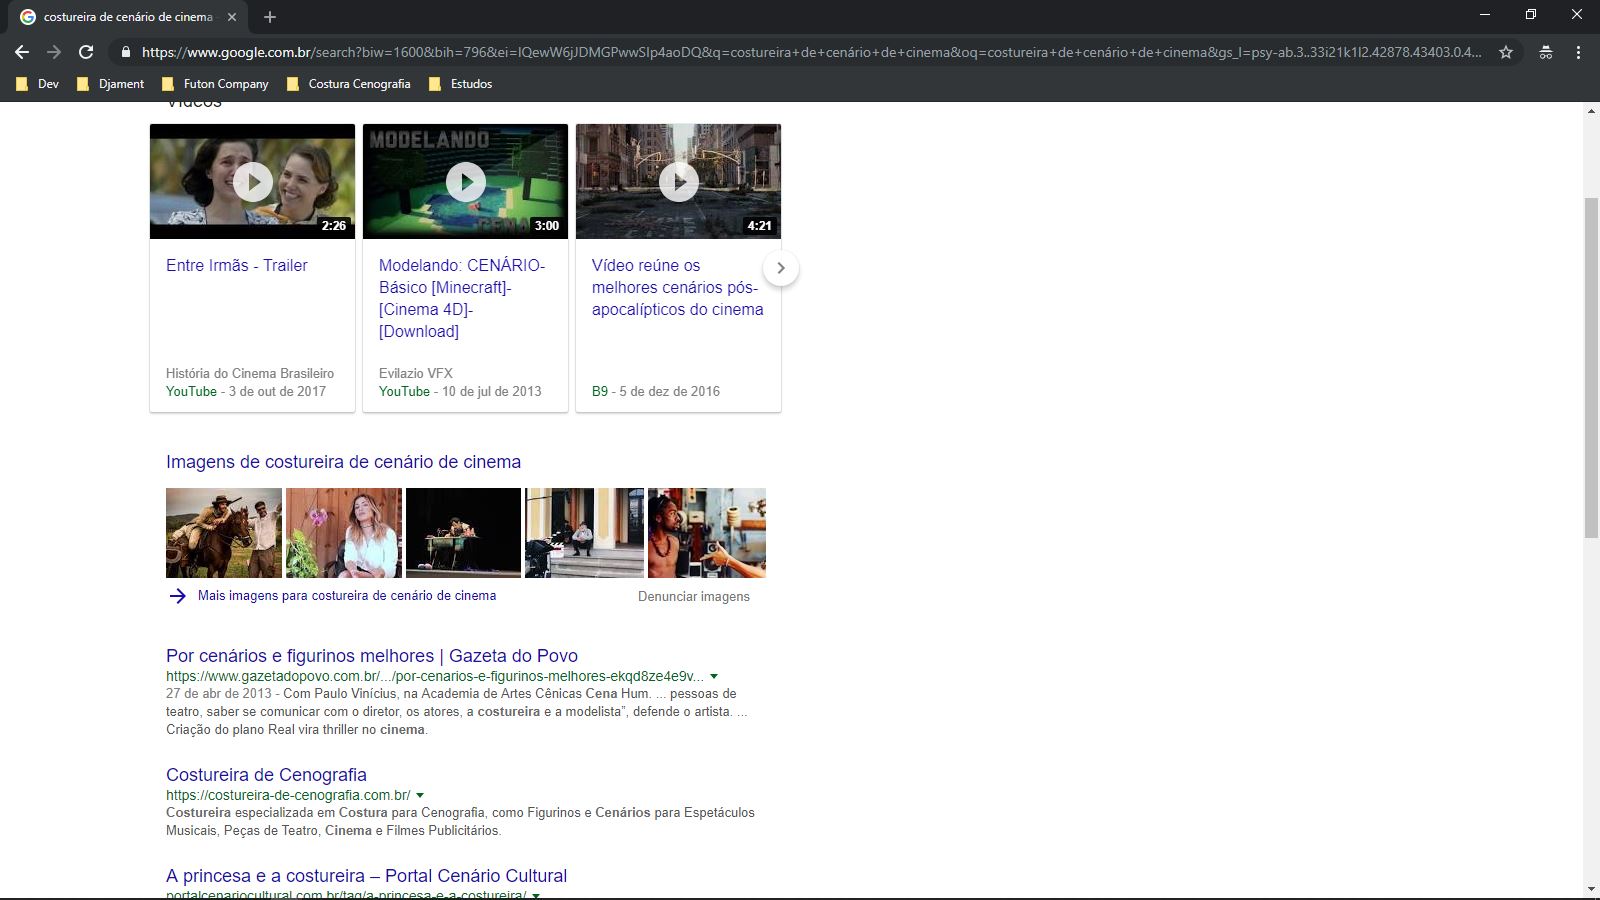 costureira de cenário de cinema -
https://www.google.com.br/search?biw=1600&bih=796&ei=IQewW6jJDMGPwwSIp4aoDQ&q=costureira+de+cenário+de+cinema&oq=costureira+de+cenário+de+cinema&gs_l=psy-ab.3..33i21k1l2.42878.43403.0.4...
Dev Djament Futon Company Costura Cenografia Estudos
Vídeos
MODELANDO
CENA
2:26 3:00 4:21
Entre Irmãs - Trailer
História do Cinema Brasileiro
YouTube - 3 de out de 2017
Modelando: CENÁRIO-
Básico [Minecraft]-
[Cinema 4D]-
[Download]
Evilazio VFX
YouTube - 10 de jul de 2013
Vídeo reúne os
melhores cenários pós-
apocalípticos do cinema
B9 - 5 de dez de 2016
Imagens de costureira de cenário de cinema
Mais imagens para costureira de cenário de cinema Denunciar imagens
Por cenários e figurinos melhores | Gazeta do Povo
https://www.gazetadopovo.com.br/.../por-cenarios-e-figurinos-melhores-ekqd8ze4e9v...
27 de abr de 2013 - Com Paulo Vinícius, na Academia de Artes Cênicas Cena Hum. ... pessoas de
teatro, saber se comunicar com o diretor, os atores, a costureira e a modelista”, defende o artista. ...
Criação do plano Real vira thriller no cinema.
Costureira de Cenografia
https://costureira-de-cenografia.com.br/
Costureira especializada em Costura para Cenografia, como Figurinos e Cenários para Espetáculos
Musicais, Peças de Teatro, Cinema e Filmes Publicitários.
A princesa e a costureira – Portal Cenário Cultural
portalcenariocultural.com.br/tag/a-princesa-e-a-costureira/